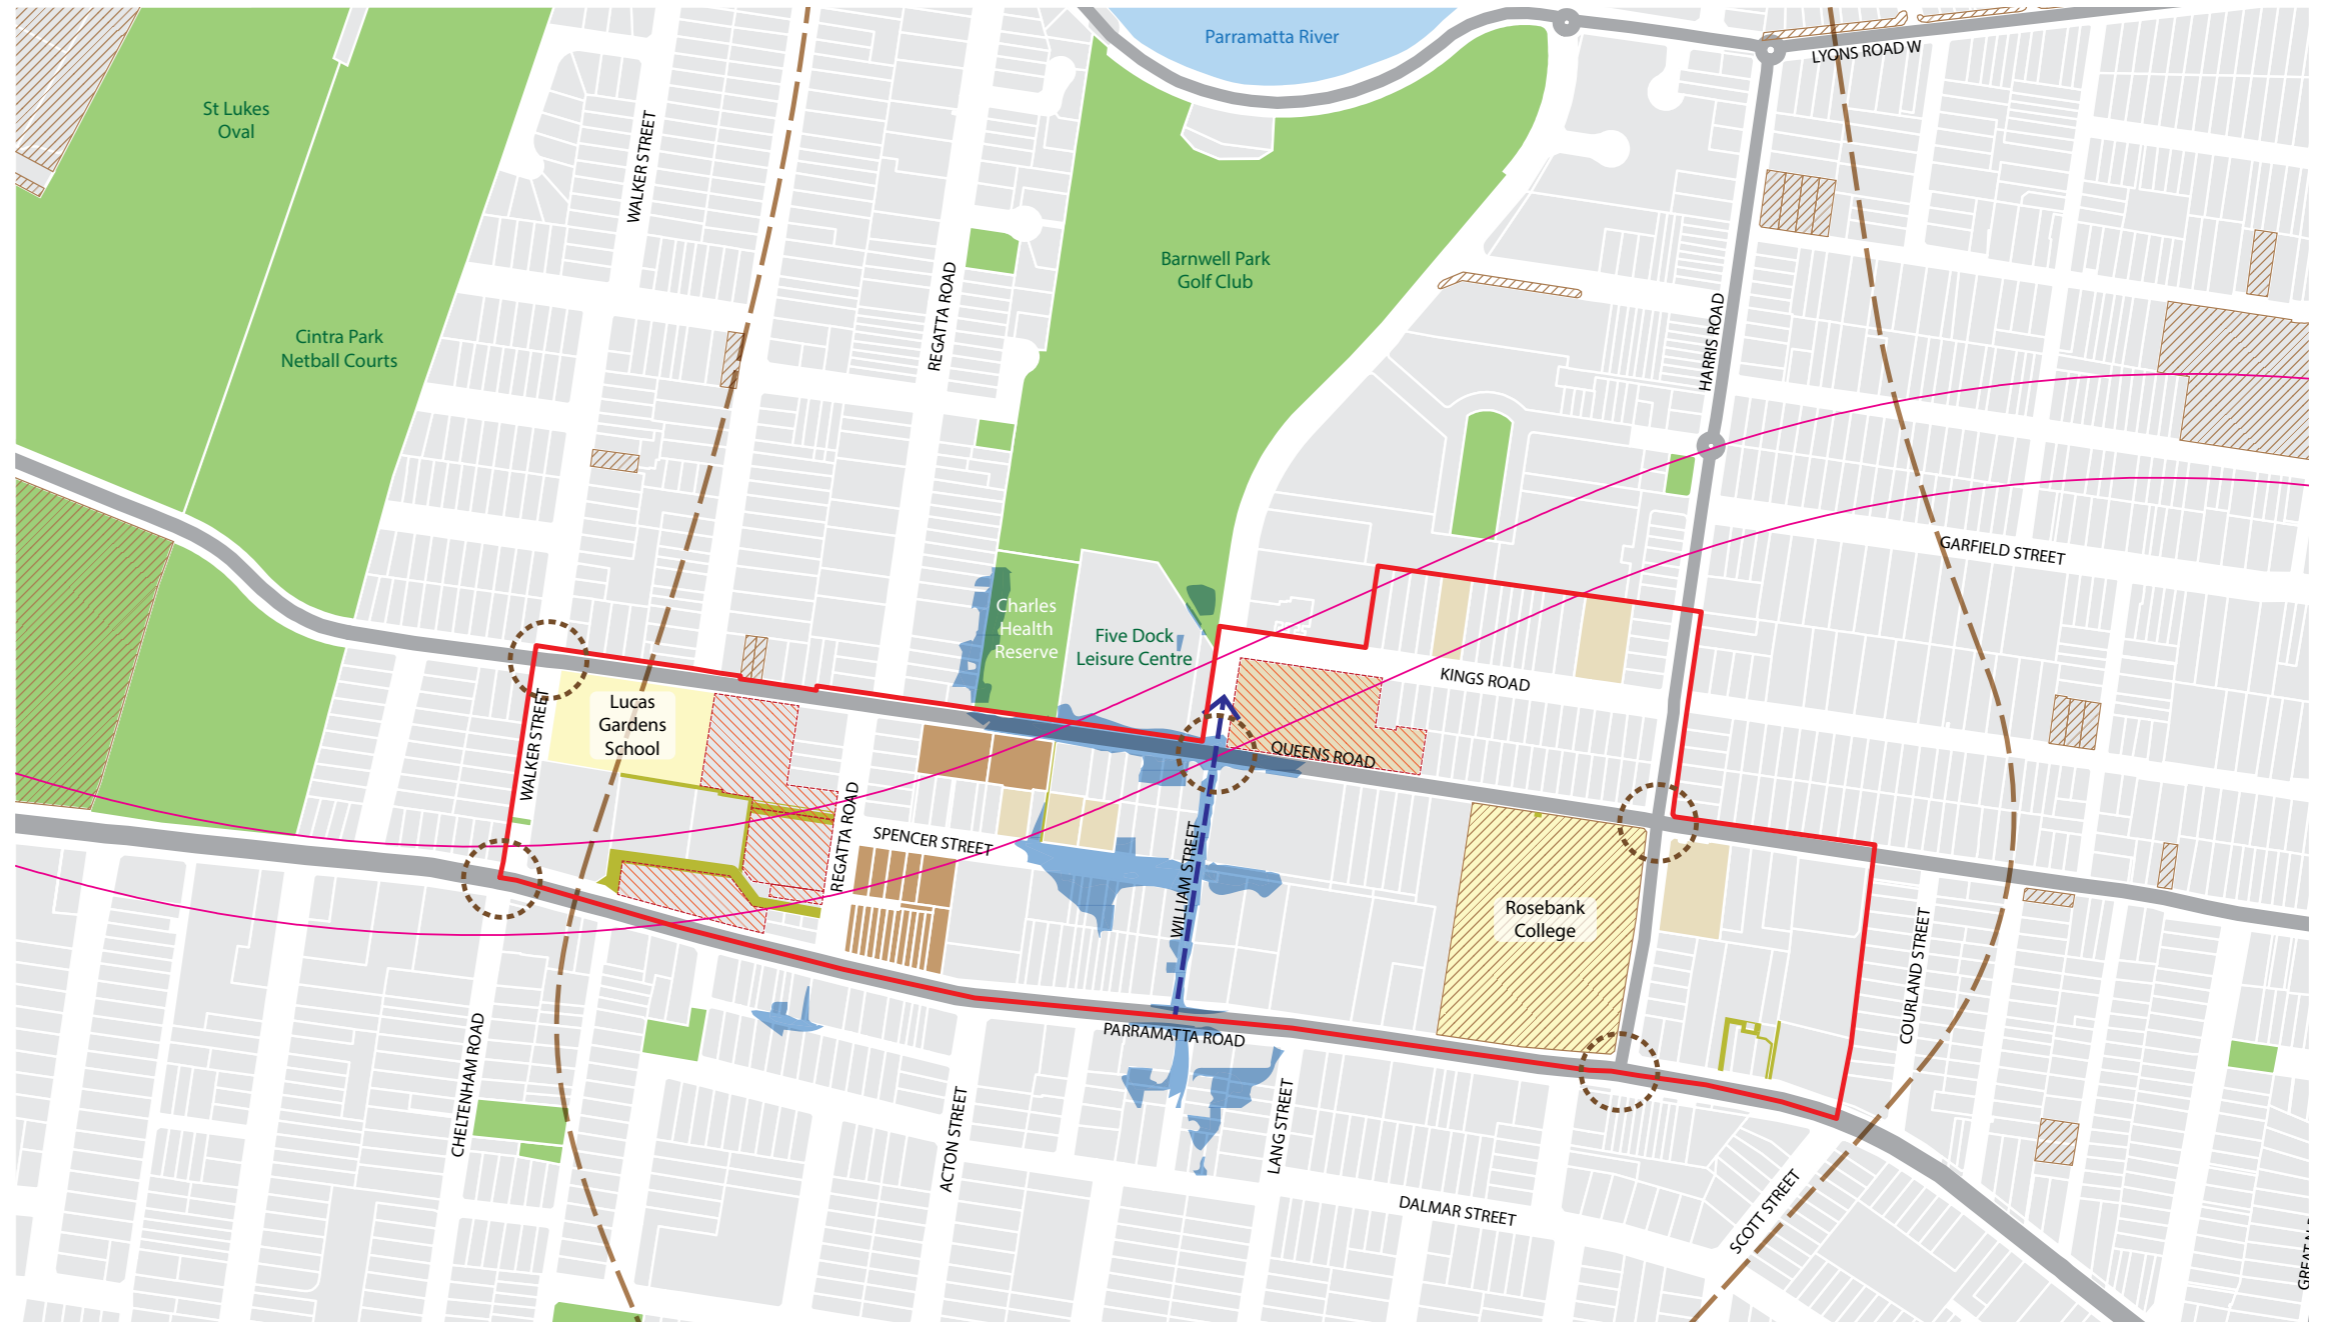 Parramatta River
LYONS ROAD W
St Lukes
Oval
WALKER STREET
Barnwell Park
Golf Club
REGATTA ROAD
HARRIS ROAD
Cintra Park
Netball Courts
GARFIELD STREET
Charles
Health
Reserve
Five Dock
Leisure Centre
KINGS ROAD
Lucas
Gardens
School
WALKER STREET
QUEENS ROAD
REGATTA ROAD
SPENCER STREET
WILLIAM STREET
Rosebank
College
COURLAND STREET
PARRAMATTA ROAD
CHELTENHAM ROAD
ACTON STREET
LANG STREET
DALMAR STREET
SCOTT STREET
GREAT N